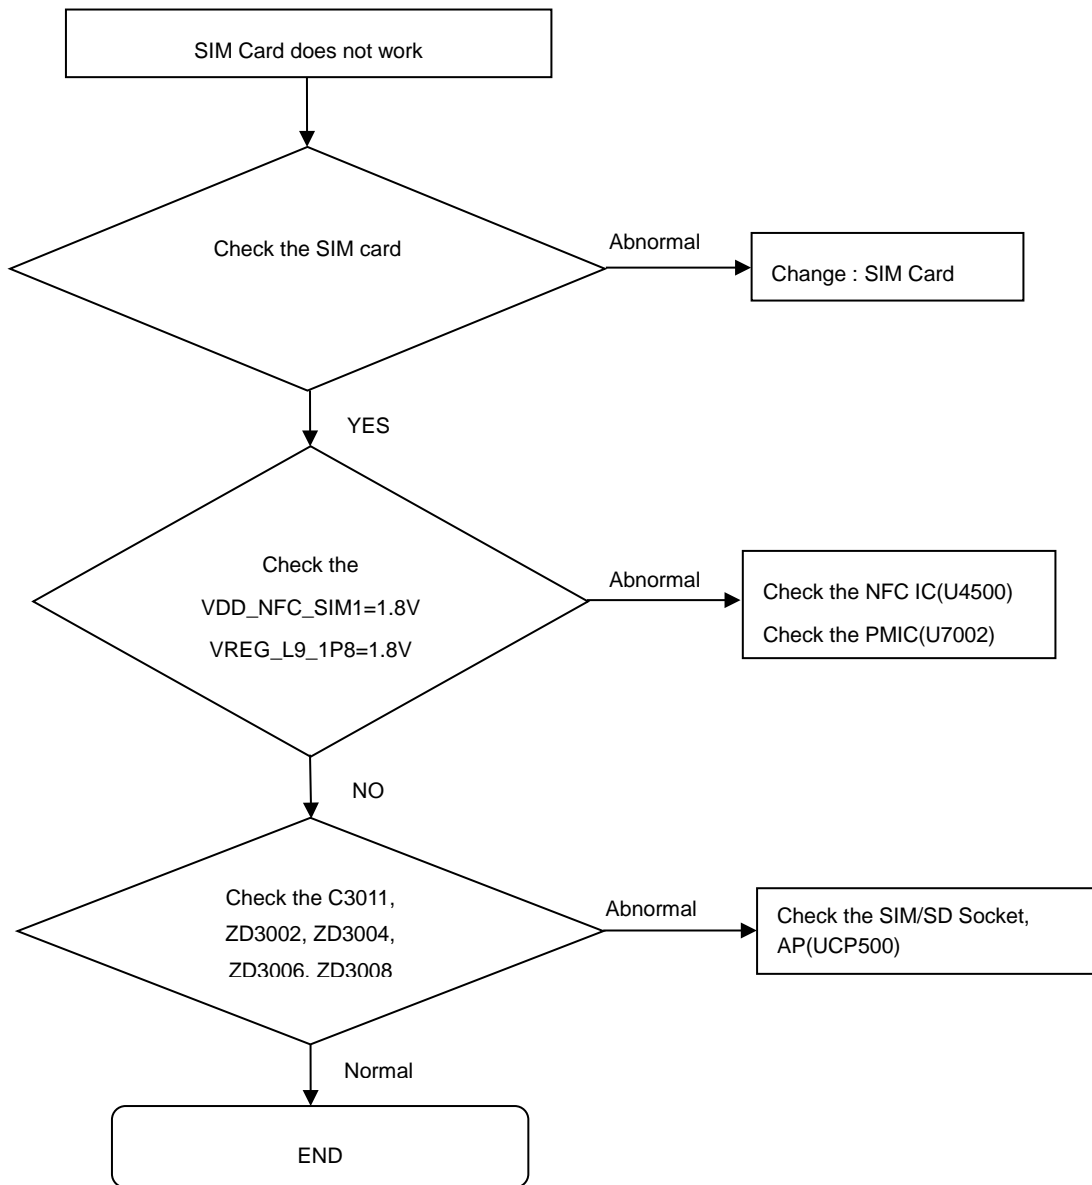 SIM Card does not work
Check the SIM card
Abnormal
Change : SIM Card
YES
Check the
VDD_NFC_SIM1=1.8V
VREG_L9_1P8=1.8V
Abnormal
Check the NFC IC(U4500)
Check the PMIC(U7002)
NO
Check the C3011,
ZD3002, ZD3004,
ZD3006, ZD3008
Abnormal
Check the SIM/SD Socket,
AP(UCP500)
Normal
END